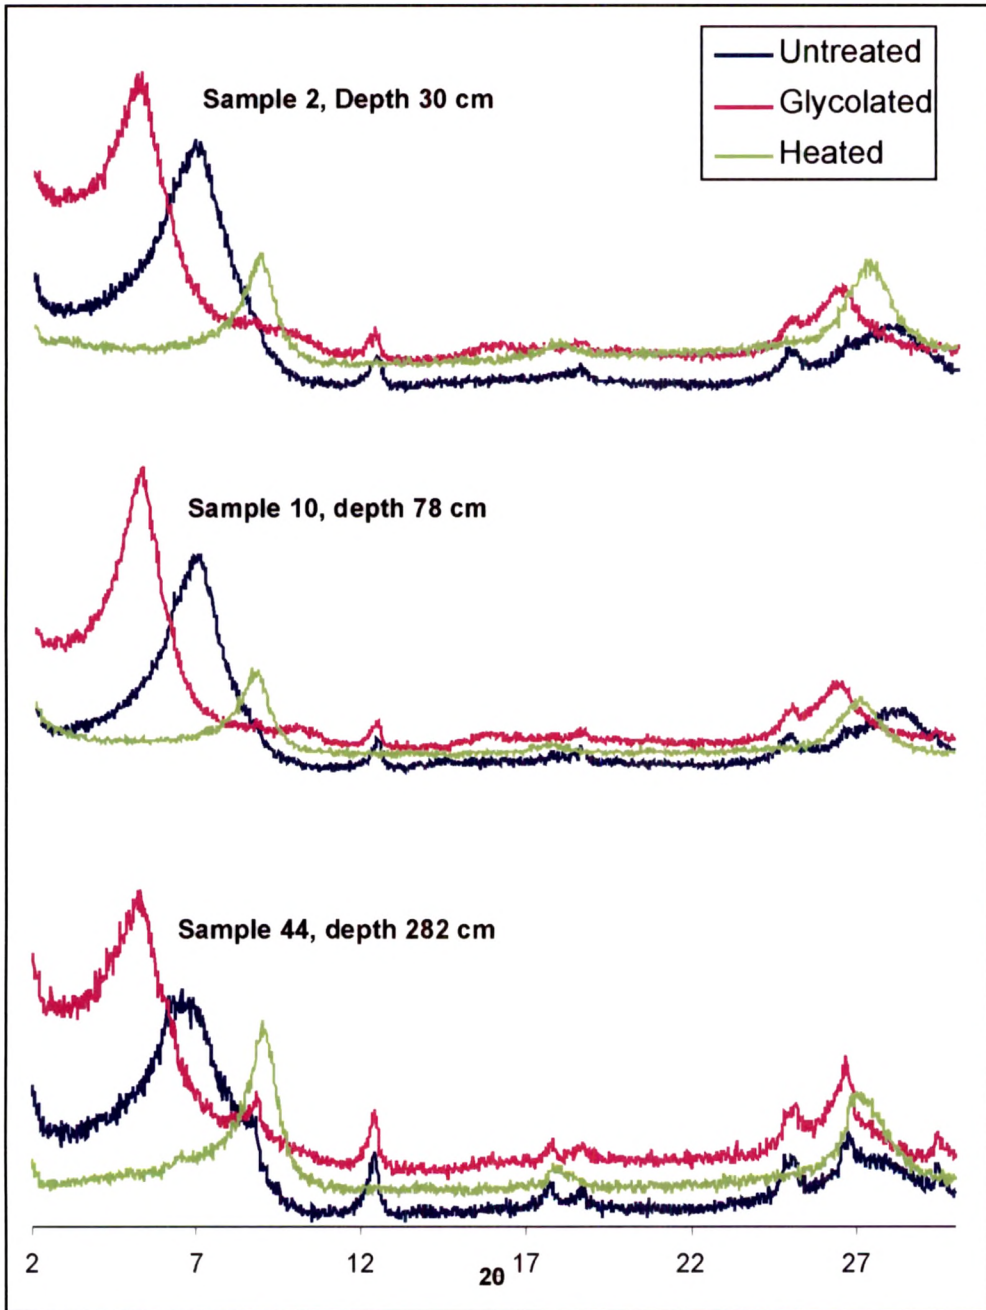 Untreated
Glycolated
Heated
Sample 2, Depth 30 cm
Sample 10, depth 78 cm
Sample 44, depth 282 cm
2 7 12 17 22 27
2θ